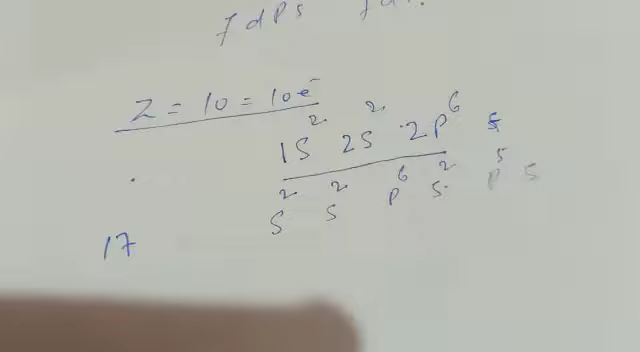 f d P s
Z = 10 = 10e⁻
1S² 2S² 2P⁶ s
S² S² P⁶ S² P⁵ S
17